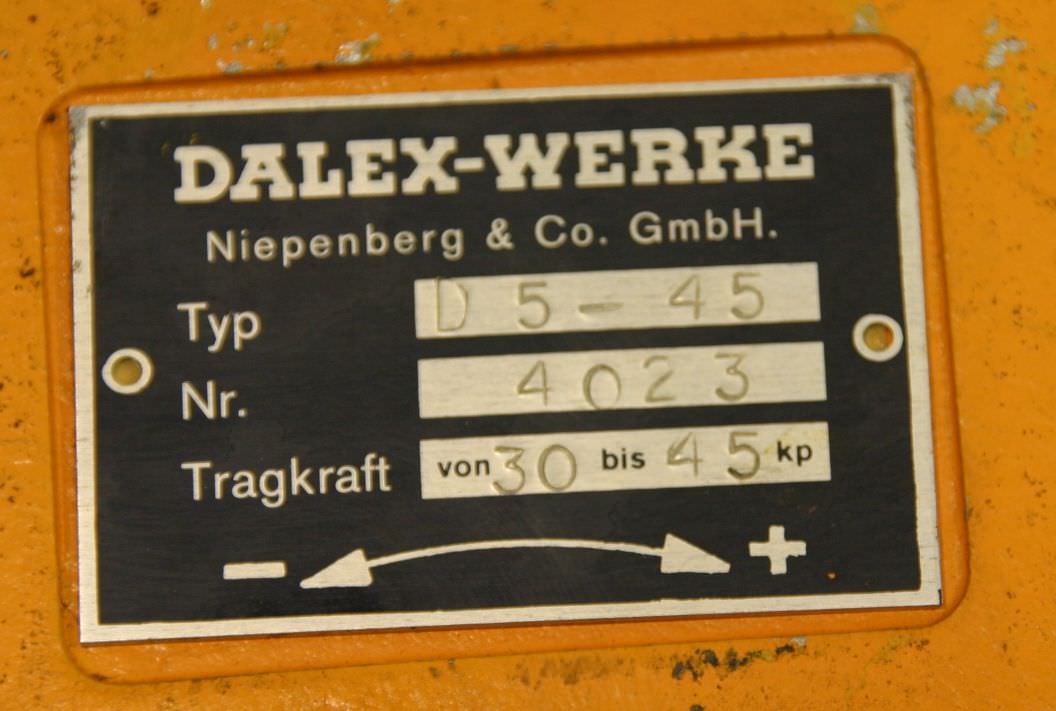 DALEX-WERKE
Niepenberg & Co. GmbH.
Typ D 5 - 45
Nr. 4023
Tragkraft von 30 bis 45 kp
- +